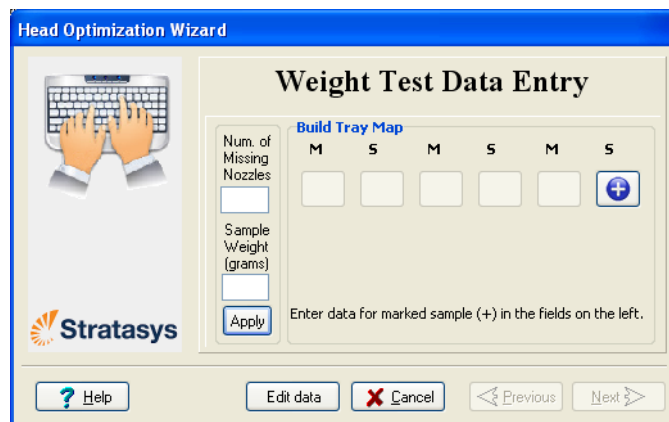 Head Optimization Wizard
Weight Test Data Entry
Num. of
Missing
Nozzles
Sample
Weight
(grams)
Apply
Build Tray Map
M S M S M S
Enter data for marked sample (+) in the fields on the left.
Stratasys
? Help
Edit data
Cancel
Previous
Next